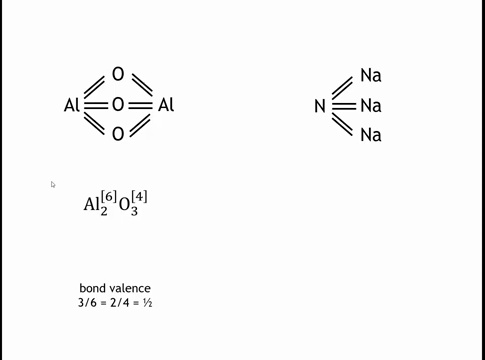 O
Al O Al
O
Na
N Na
Na
Al₂^[6]O₃^[4]
bond valence
3/6 = 2/4 = ½